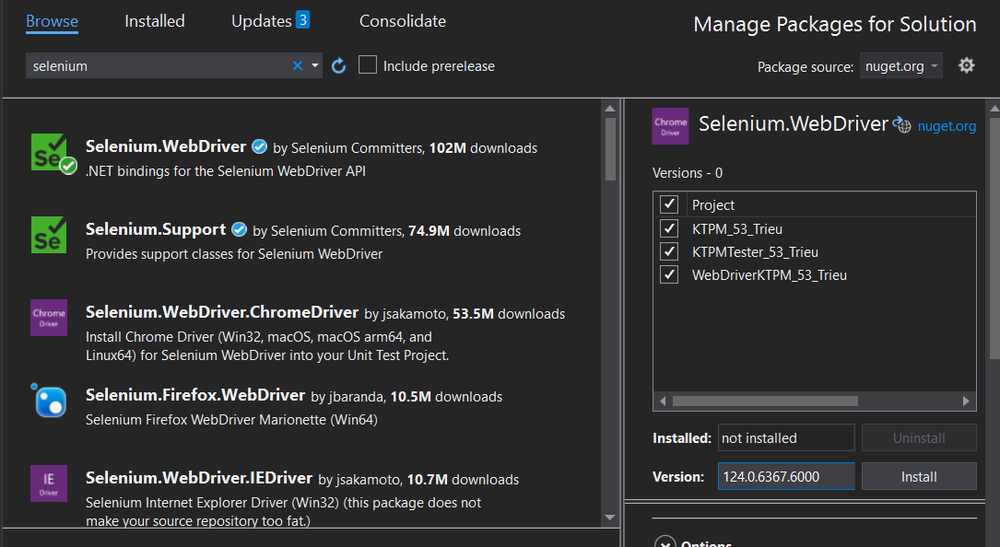 Browse Installed Updates 3 Consolidate Manage Packages for Solution
selenium Include prerelease Package source: nuget.org
Se Selenium.WebDriver by Selenium Committers, 102M downloads
.NET bindings for the Selenium WebDriver API
Se Selenium.Support by Selenium Committers, 74.9M downloads
Provides support classes for Selenium WebDriver
Chrome
Driver
Selenium.WebDriver.ChromeDriver by jsakamoto, 53.5M downloads
Install Chrome Driver (Win32, macOS, macOS arm64, and
Linux64) for Selenium WebDriver into your Unit Test Project.
Selenium.Firefox.WebDriver by jbaranda, 10.5M downloads
Selenium Firefox WebDriver Marionette (Win64)
IE
Driver
Selenium.WebDriver.IEDriver by jsakamoto, 10.7M downloads
Selenium Internet Explorer Driver (Win32) (this package does not
make your source repository too fat.)
Chrome
Driver
Selenium.WebDriver nuget.org
Versions - 0
Project
KTPM_53_Trieu
KTPMTester_53_Trieu
WebDriverKTPM_53_Trieu
Installed: not installed Uninstall
Version: 124.0.6367.6000 Install
Options